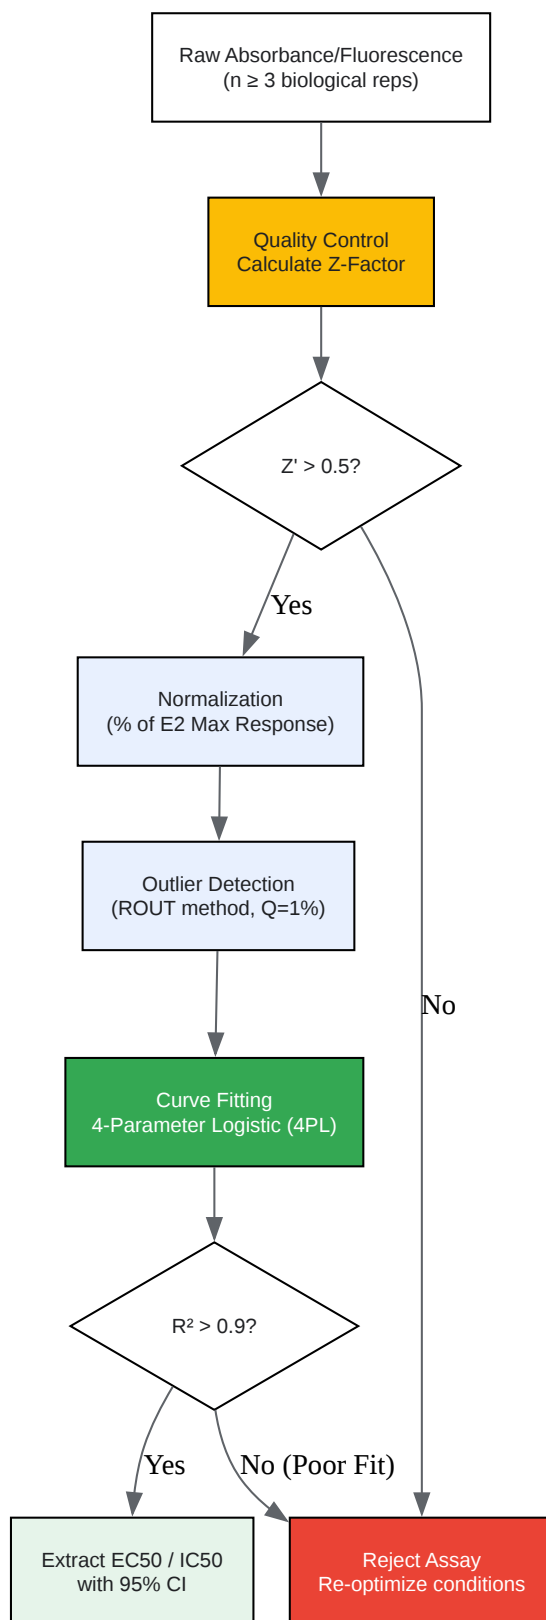 Raw Absorbance/Fluorescence
(n ≥ 3 biological reps)
Quality Control
Calculate Z-Factor
Z' > 0.5?
Yes
Normalization
(% of E2 Max Response)
Outlier Detection
(ROUT method, Q=1%)
No
Curve Fitting
4-Parameter Logistic (4PL)
R² > 0.9?
Yes
No (Poor Fit)
Extract EC50 / IC50
with 95% CI
Reject Assay
Re-optimize conditions